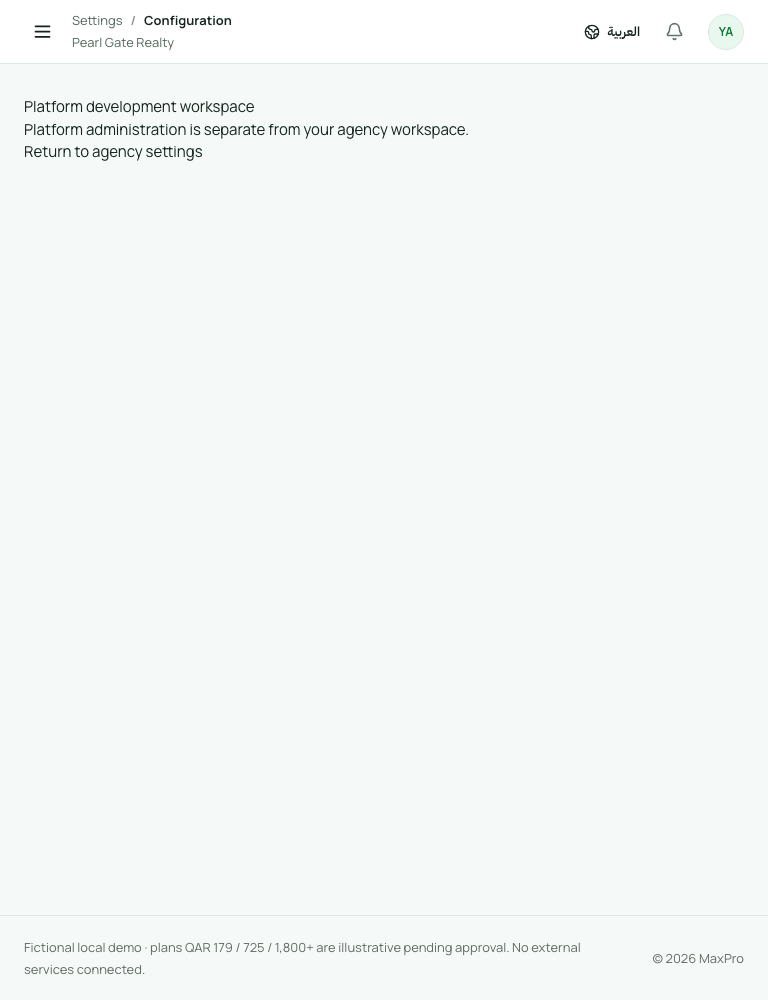 Settings / Configuration
Pearl Gate Realty
العربية
YA
Platform development workspace
Platform administration is separate from your agency workspace.
Return to agency settings
Fictional local demo · plans QAR 179 / 725 / 1,800+ are illustrative pending approval. No external
services connected.
© 2026 MaxPro